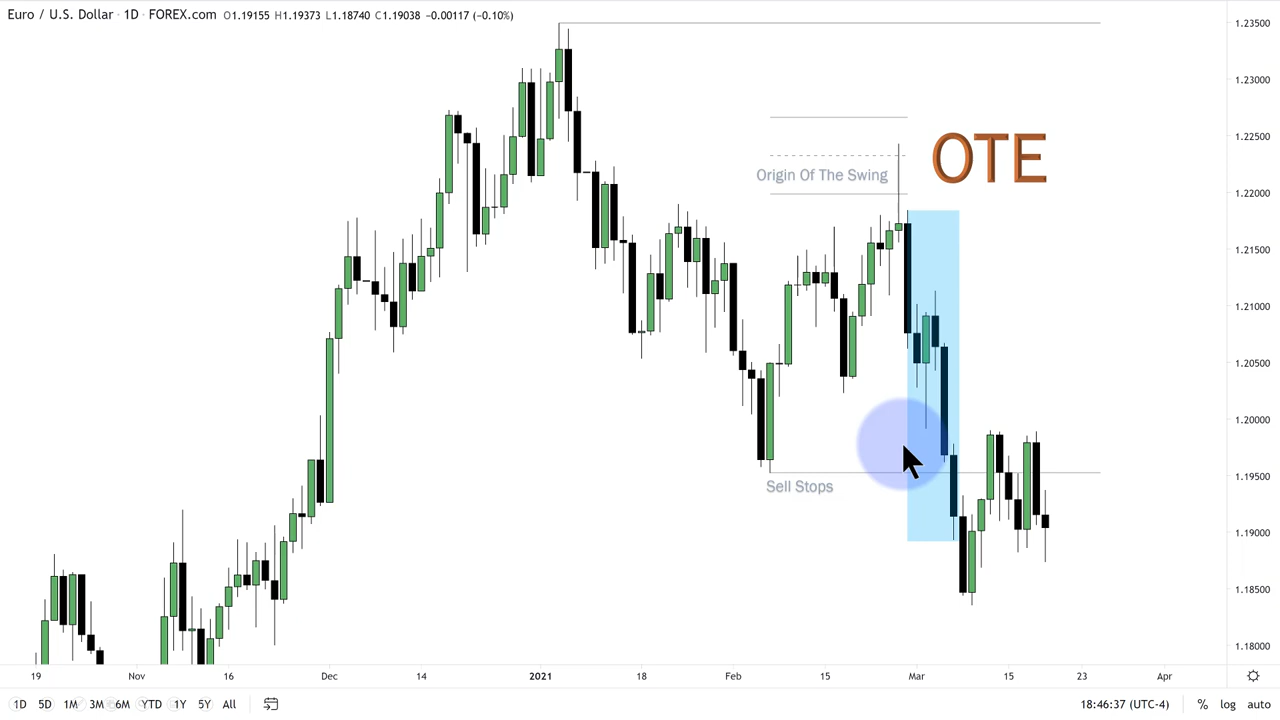 Euro / U.S. Dollar · 1D · FOREX.com O1.19155 H1.19373 L1.18740 C1.19038 −0.00117 (−0.10%)
1.23500
1.23000
1.22500
OTE
Origin Of The Swing
1.22000
1.21500
1.21000
1.20500
1.20000
1.19500
Sell Stops
1.19000
1.18500
1.18000
19 Nov 16 Dec 14 2021 18 Feb 15 Mar 15 23 Apr
1D 5D 1M 3M 6M YTD 1Y 5Y All 18:46:37 (UTC-4) % log auto